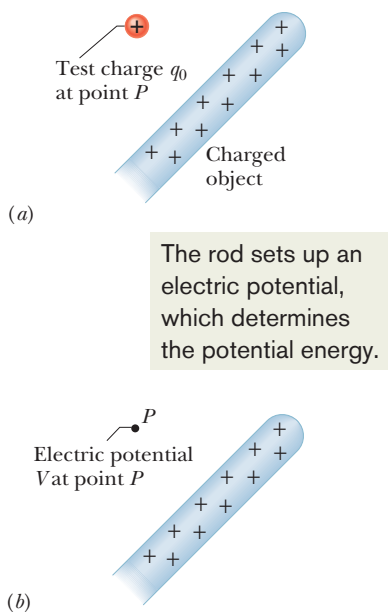 Test charge q0
at point P
Charged
object
(a)
The rod sets up an
electric potential,
which determines
the potential energy.
P
Electric potential
V at point P
(b)